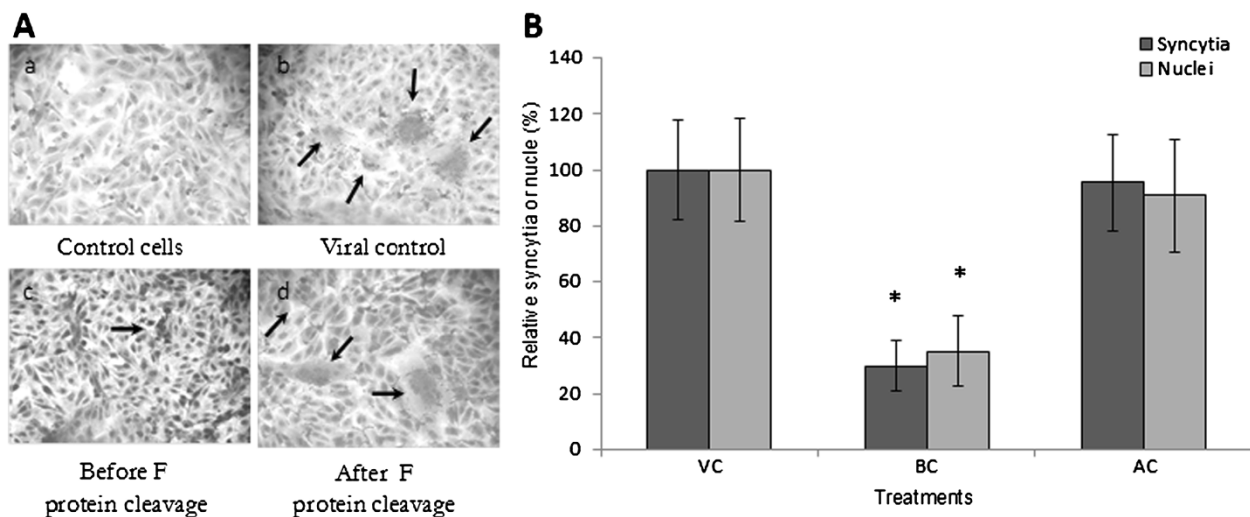 A
a
b
Control cells
Viral control
c
d
Before F
protein cleavage
After F
protein cleavage
B
Syncytia
Nuclei
Relative syncytia or nucle (%)
140
120
100
80
60
40
20
0
*
*
VC
BC
AC
Treatments